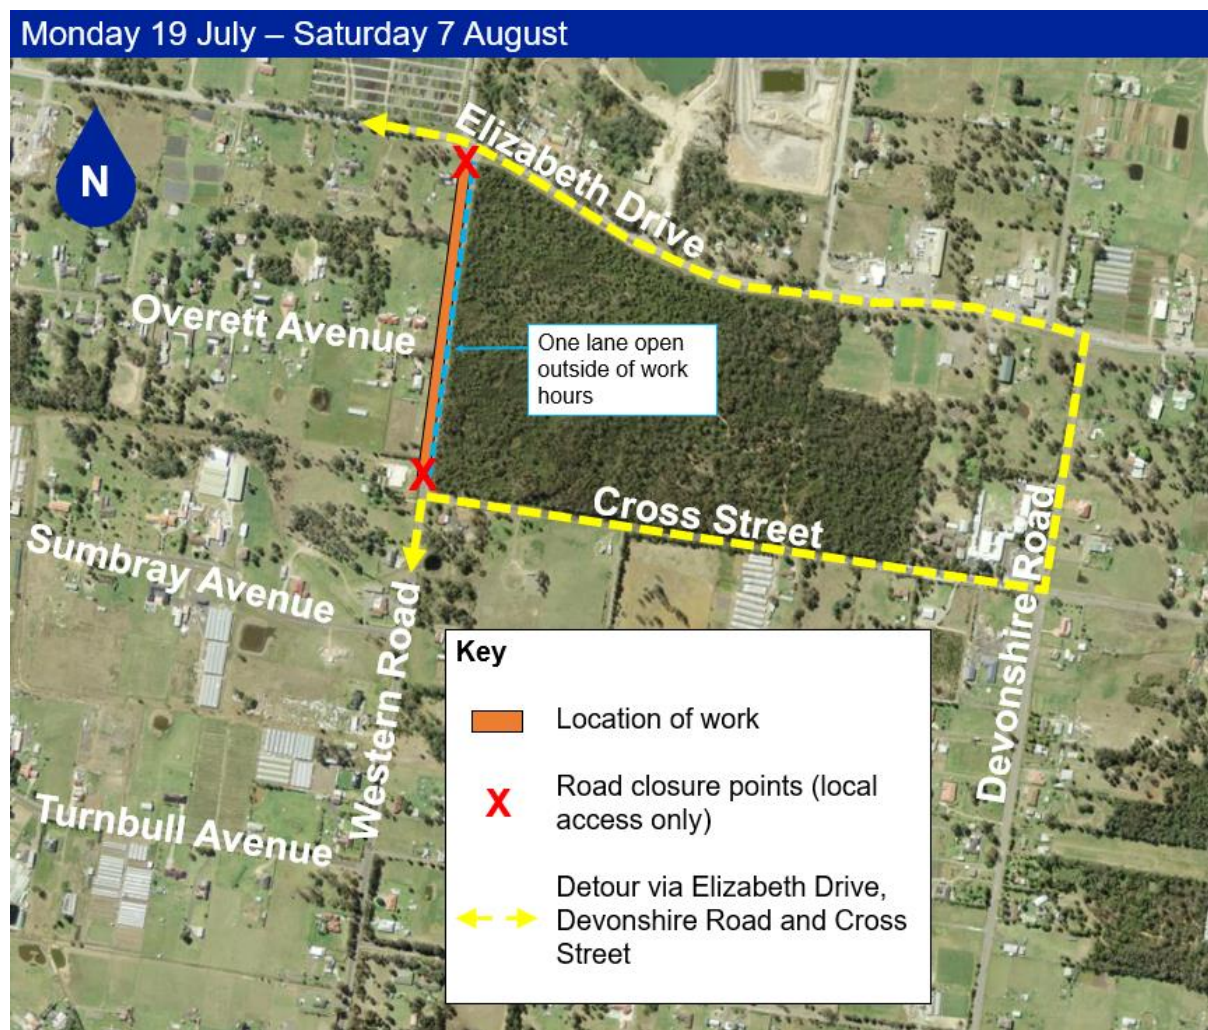 Monday 19 July – Saturday 7 August
N
Elizabeth Drive
Overett Avenue
One lane open
outside of work
hours
Cross Street
Sumbray Avenue
Western Road
Devonshire Road
Turnbull Avenue
Key
Location of work
X
Road closure points (local
access only)
Detour via Elizabeth Drive,
Devonshire Road and Cross
Street